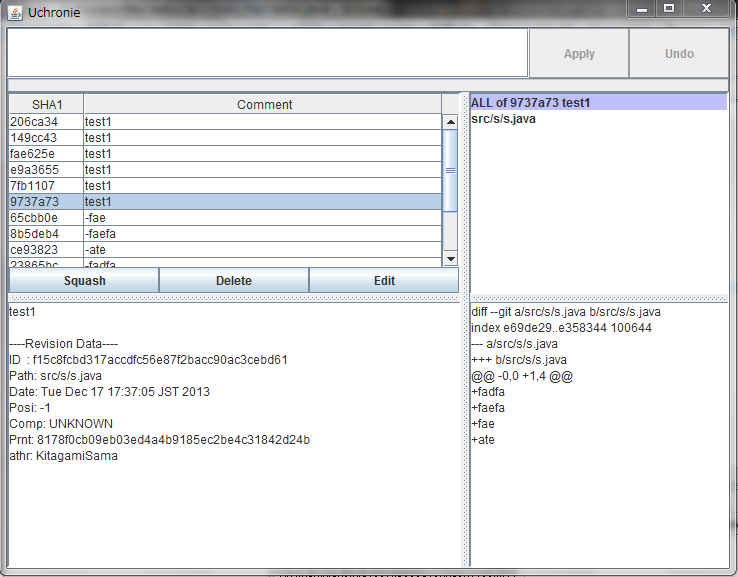 Uchronie
Apply
Undo
SHA1 Comment
206ca34 test1
149cc43 test1
fae625e test1
e9a3655 test1
7fb1107 test1
9737a73 test1
65cbb0e -fae
8b5deb4 -faefa
ce93823 -ate
23865bc -fadfa
Squash
Delete
Edit
ALL of 9737a73 test1
src/s/s.java
test1
----Revision Data----
ID : f15c8fcbd317accdfc56e87f2bacc90ac3cebd61
Path: src/s/s.java
Date: Tue Dec 17 17:37:05 JST 2013
Posi: -1
Comp: UNKNOWN
Prnt: 8178f0cb09eb03ed4a4b9185ec2be4c31842d24b
athr: KitagamiSama
diff --git a/src/s/s.java b/src/s/s.java
index e69de29..e358344 100644
--- a/src/s/s.java
+++ b/src/s/s.java
@@ -0,0 +1,4 @@
+fadfa
+faefa
+fae
+ate